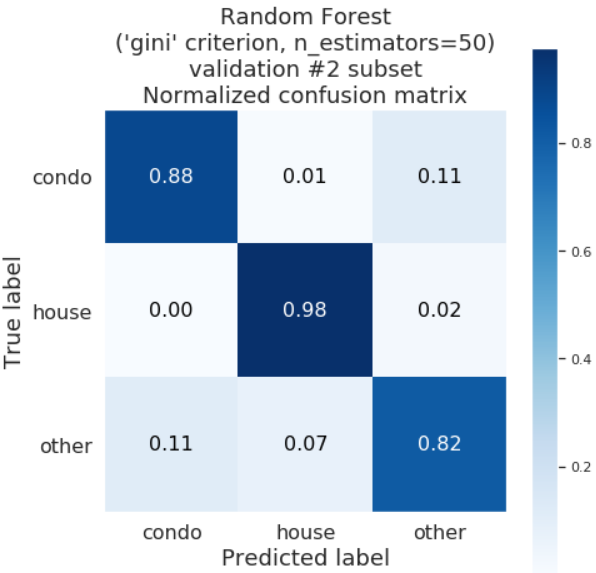 Random Forest
('gini' criterion, n_estimators=50)
validation #2 subset
Normalized confusion matrix
True label
condo
0.88
0.01
0.11
house
0.00
0.98
0.02
other
0.11
0.07
0.82
condo house other
Predicted label
0.8
0.6
0.4
0.2